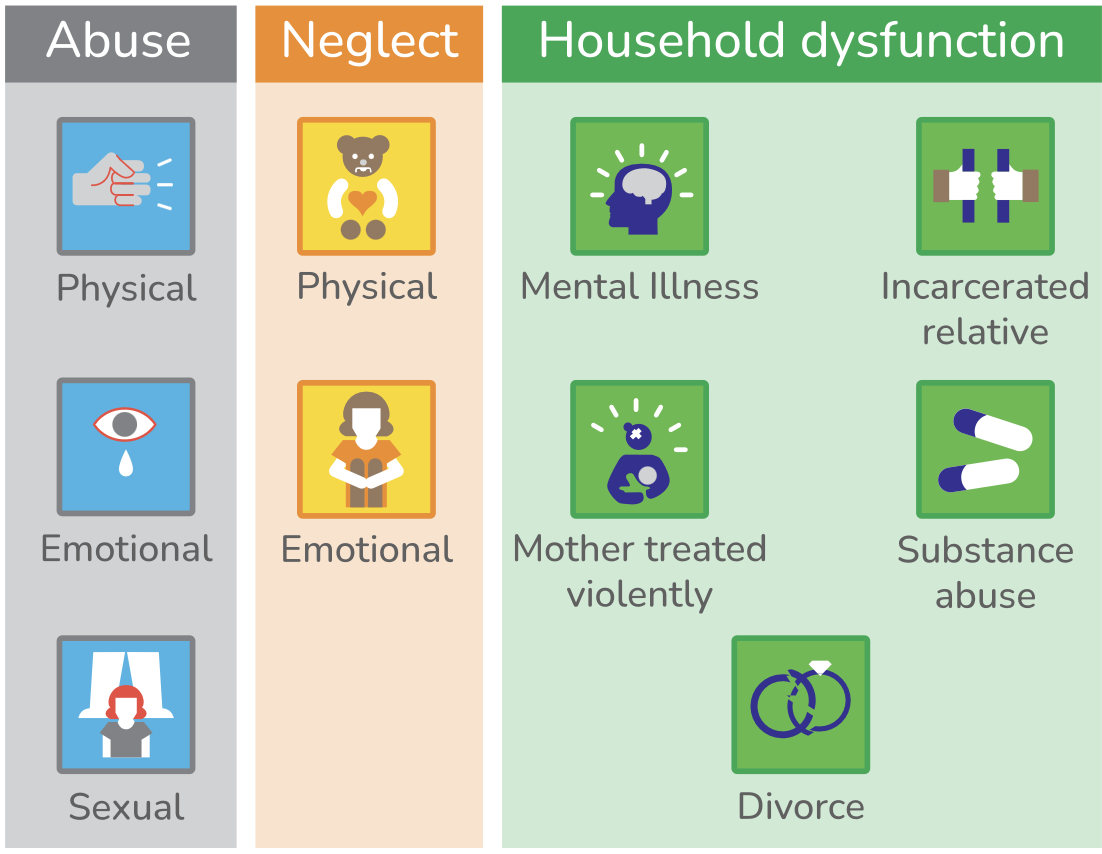 Abuse
Physical
Emotional
Sexual
Neglect
Physical
Emotional
Household dysfunction
Mental Illness
Incarcerated
relative
Mother treated
violently
Substance
abuse
Divorce